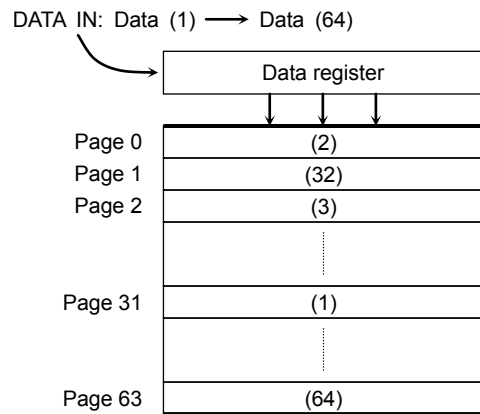 DATA IN: Data (1) Data (64)
Data register
Page 0 (2)
Page 1 (32)
Page 2 (3)
Page 31 (1)
Page 63 (64)